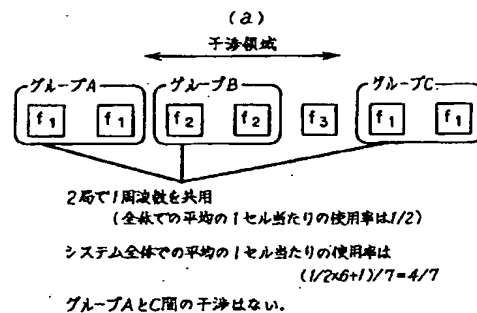 (a)
干渉領域
グループA グループB グループC
f1 f1 f2 f2 f3 f1 f1
2局で1周波数を共用
(全体での平均の1セル当たりの使用率は1/2)
システム全体での平均の1セル当たりの使用率は
(1/2×6+1)/7=4/7
グループAとC間の干渉はない.